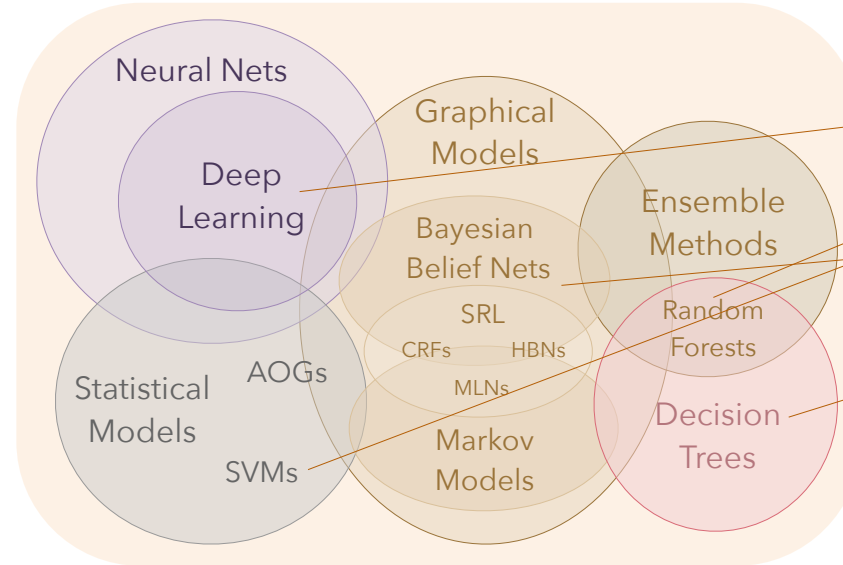 Neural Nets
Deep
Learning
Graphical
Models
Bayesian
Belief Nets
SRL
CRFs HBNs
MLNs
Markov
Models
Ensemble
Methods
Random
Forests
Decision
Trees
Statistical
Models
AOGs
SVMs